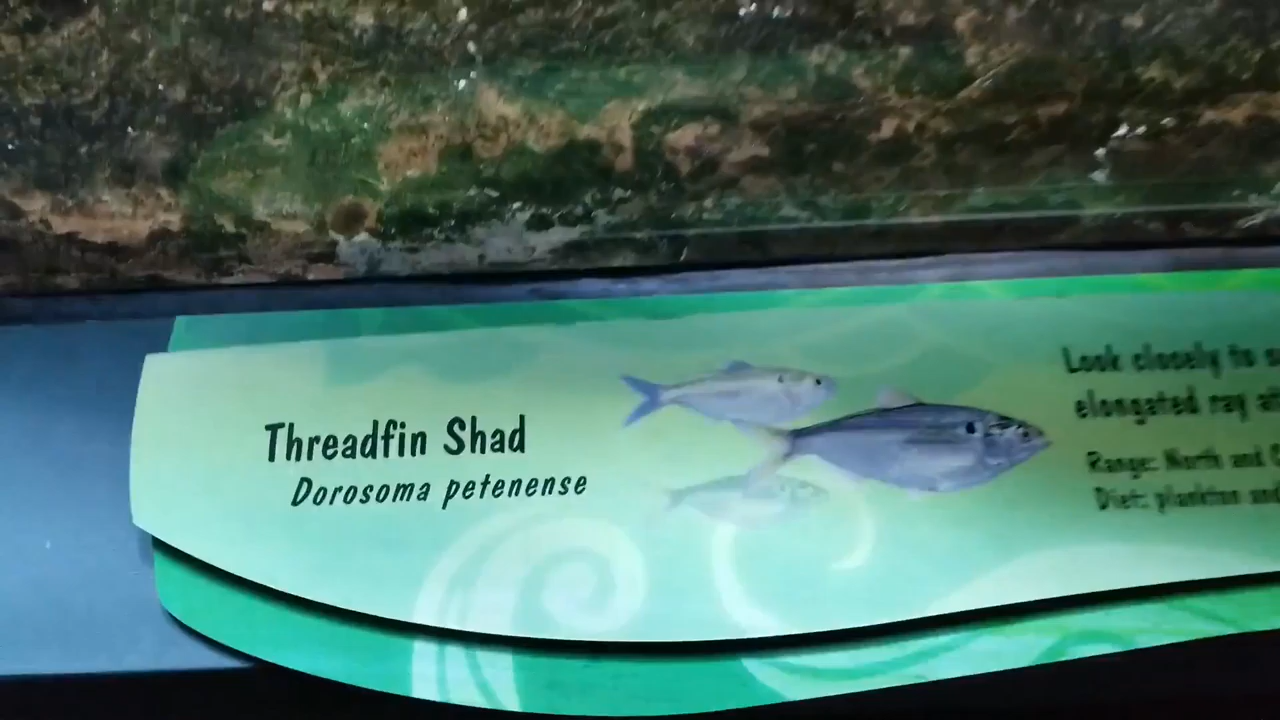 Threadfin Shad
Dorosoma petenense
Look closely to
elongated ray
Range: North and
Diet: plankton and